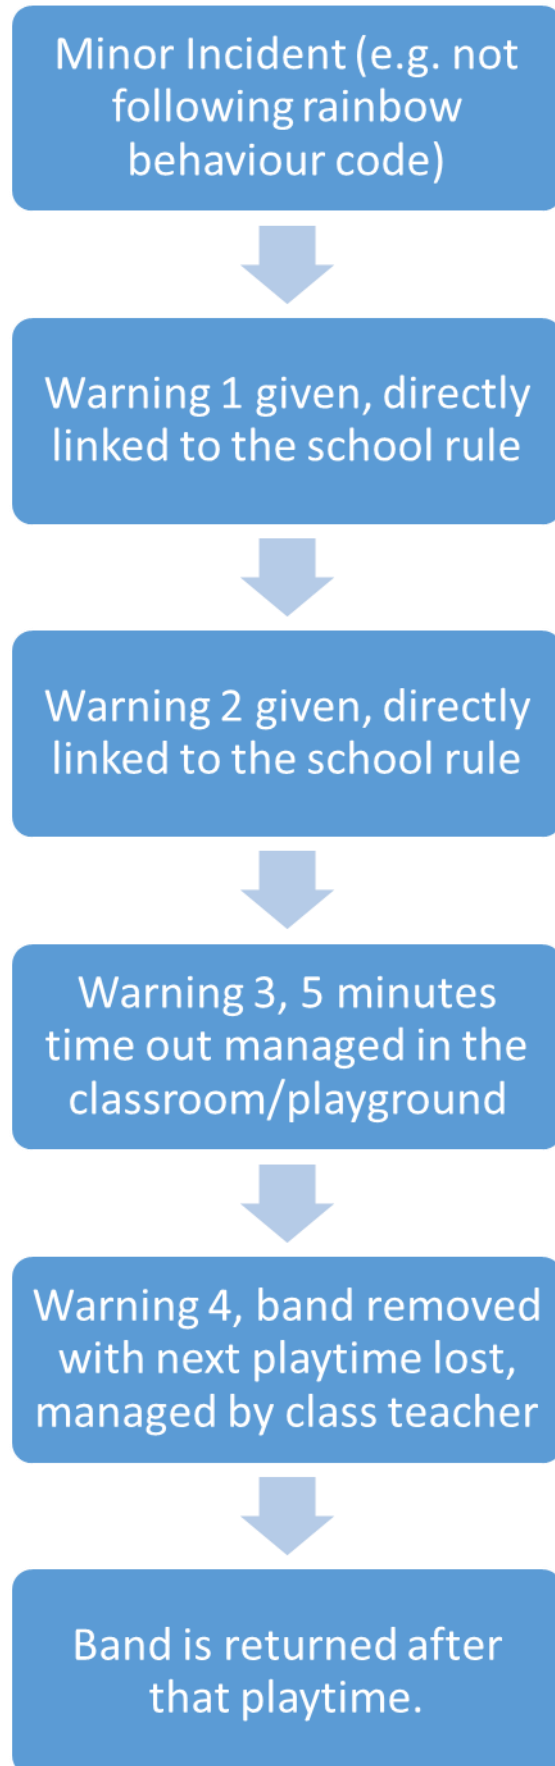 Minor Incident (e.g. not
following rainbow
behaviour code)
Warning 1 given, directly
linked to the school rule
Warning 2 given, directly
linked to the school rule
Warning 3, 5 minutes
time out managed in the
classroom/playground
Warning 4, band removed
with next playtime lost,
managed by class teacher
Band is returned after
that playtime.